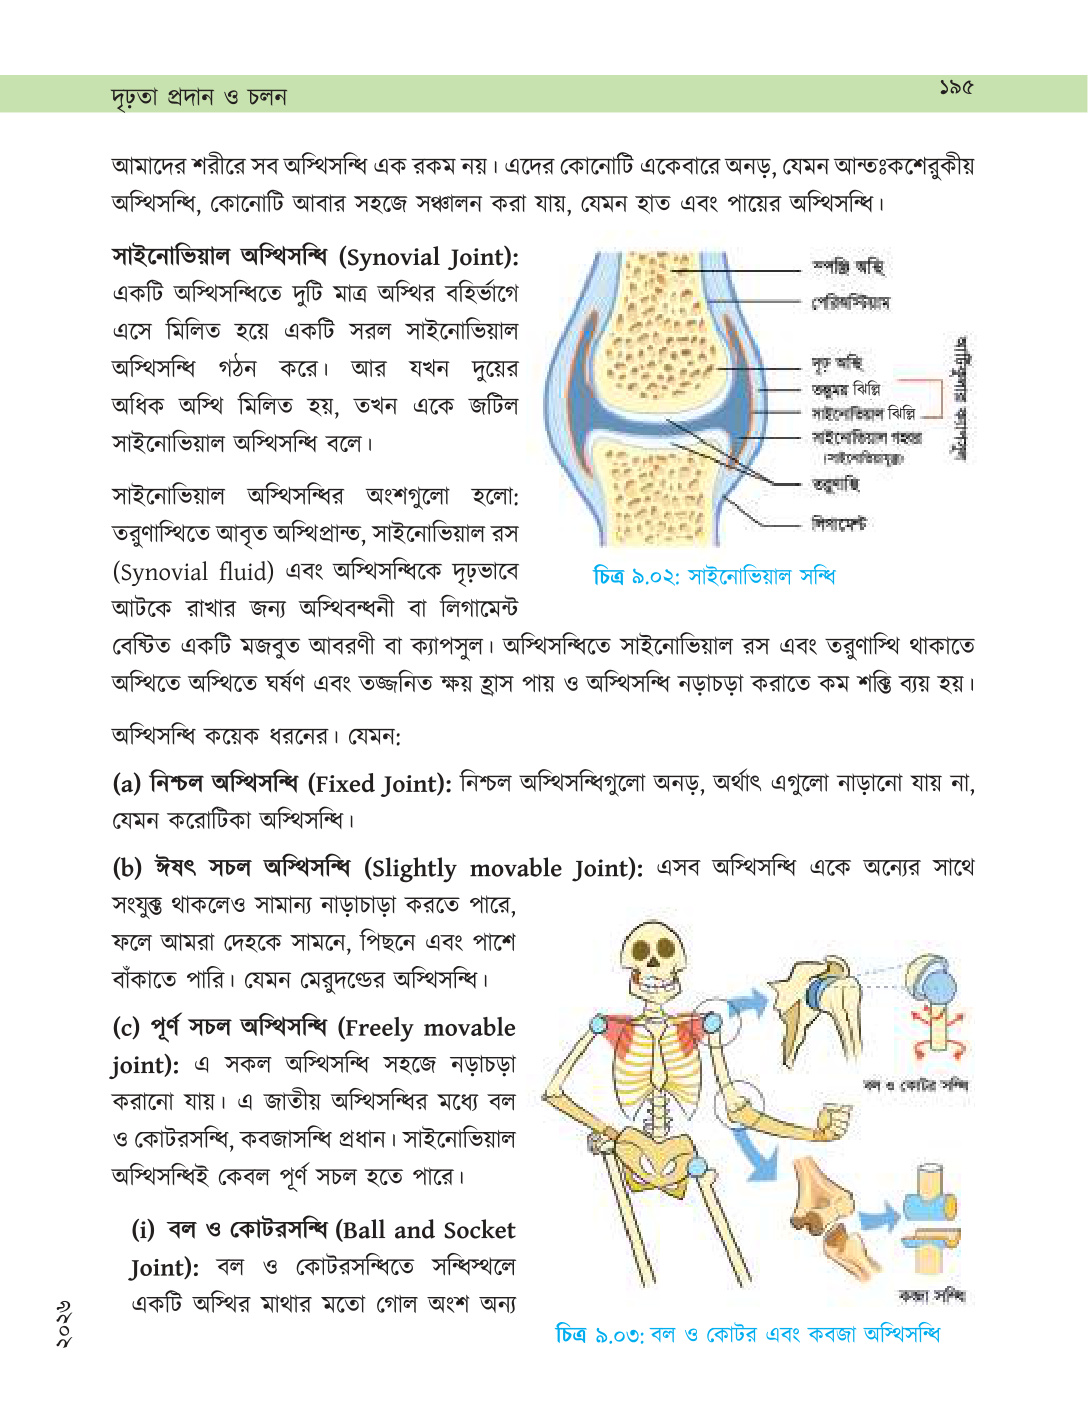 দৃঢ়তা প্রদান ও চলন
১৯৫
আমাদের শরীরে সব অস্থিসন্ধি এক রকম নয়। এদের কোনোটি একেবারে অনড়, যেমন আন্তঃকশেরুকীয়
অস্থিসন্ধি, কোনোটি আবার সহজে সঞ্চালন করা যায়, যেমন হাত এবং পায়ের অস্থিসন্ধি।
সাইনোভিয়াল অস্থিসন্ধি (Synovial Joint):
একটি অস্থিসন্ধিতে দুটি মাত্র অস্থির বহির্ভাগে
এসে মিলিত হয়ে একটি সরল সাইনোভিয়াল
অস্থিসন্ধি গঠন করে। আর যখন দুয়ের
অধিক অস্থি মিলিত হয়, তখন একে জটিল
সাইনোভিয়াল অস্থিসন্ধি বলে।
সাইনোভিয়াল অস্থিসন্ধির অংশগুলো হলো:
তরুণাস্থিতে আবৃত অস্থিপ্রান্ত, সাইনোভিয়াল রস
(Synovial fluid) এবং অস্থিসন্ধিকে দৃঢ়ভাবে
আটকে রাখার জন্য অস্থিবন্ধনী বা লিগামেন্ট
বেষ্টিত একটি মজবুত আবরণী বা ক্যাপসুল। অস্থিসন্ধিতে সাইনোভিয়াল রস এবং তরুণাস্থি থাকাতে
অস্থিতে অস্থিতে ঘর্ষণ এবং তজ্জনিত ক্ষয় হ্রাস পায় ও অস্থিসন্ধি নড়াচড়া করাতে কম শক্তি ব্যয় হয়।
স্পঞ্জি অস্থি
পেরিঅস্টিয়াম
দৃঢ় অস্থি
তন্তুময় ঝিল্লি
সাইনোভিয়াল ঝিল্লি
সাইনোভিয়াল গহ্বর
তরুণাস্থি
লিগামেন্ট
চিত্র ৯.০২: সাইনোভিয়াল সন্ধি
অস্থিসন্ধি কয়েক ধরনের। যেমন:
(a) নিশ্চল অস্থিসন্ধি (Fixed Joint): নিশ্চল অস্থিসন্ধিগুলো অনড়, অর্থাৎ এগুলো নাড়ানো যায় না,
যেমন করোটিকা অস্থিসন্ধি।
(b) ঈষৎ সচল অস্থিসন্ধি (Slightly movable Joint): এসব অস্থিসন্ধি একে অন্যের সাথে
সংযুক্ত থাকলেও সামান্য নাড়াচাড়া করতে পারে,
ফলে আমরা দেহকে সামনে, পিছনে এবং পাশে
বাঁকাতে পারি। যেমন মেরুদণ্ডের অস্থিসন্ধি।
(c) পূর্ণ সচল অস্থিসন্ধি (Freely movable
joint): এ সকল অস্থিসন্ধি সহজে নড়াচড়া
করানো যায়। এ জাতীয় অস্থিসন্ধির মধ্যে বল
ও কোটরসন্ধি, কবজাসন্ধি প্রধান। সাইনোভিয়াল
অস্থিসন্ধিই কেবল পূর্ণ সচল হতে পারে।
(i) বল ও কোটরসন্ধি (Ball and Socket
Joint): বল ও কোটরসন্ধিতে সন্ধিস্থলে
একটি অস্থির মাথার মতো গোল অংশ অন্য
বল ও কোটর সন্ধি
কব্জা সন্ধি
চিত্র ৯.০৩: বল ও কোটর এবং কবজা অস্থিসন্ধি
২০২৬